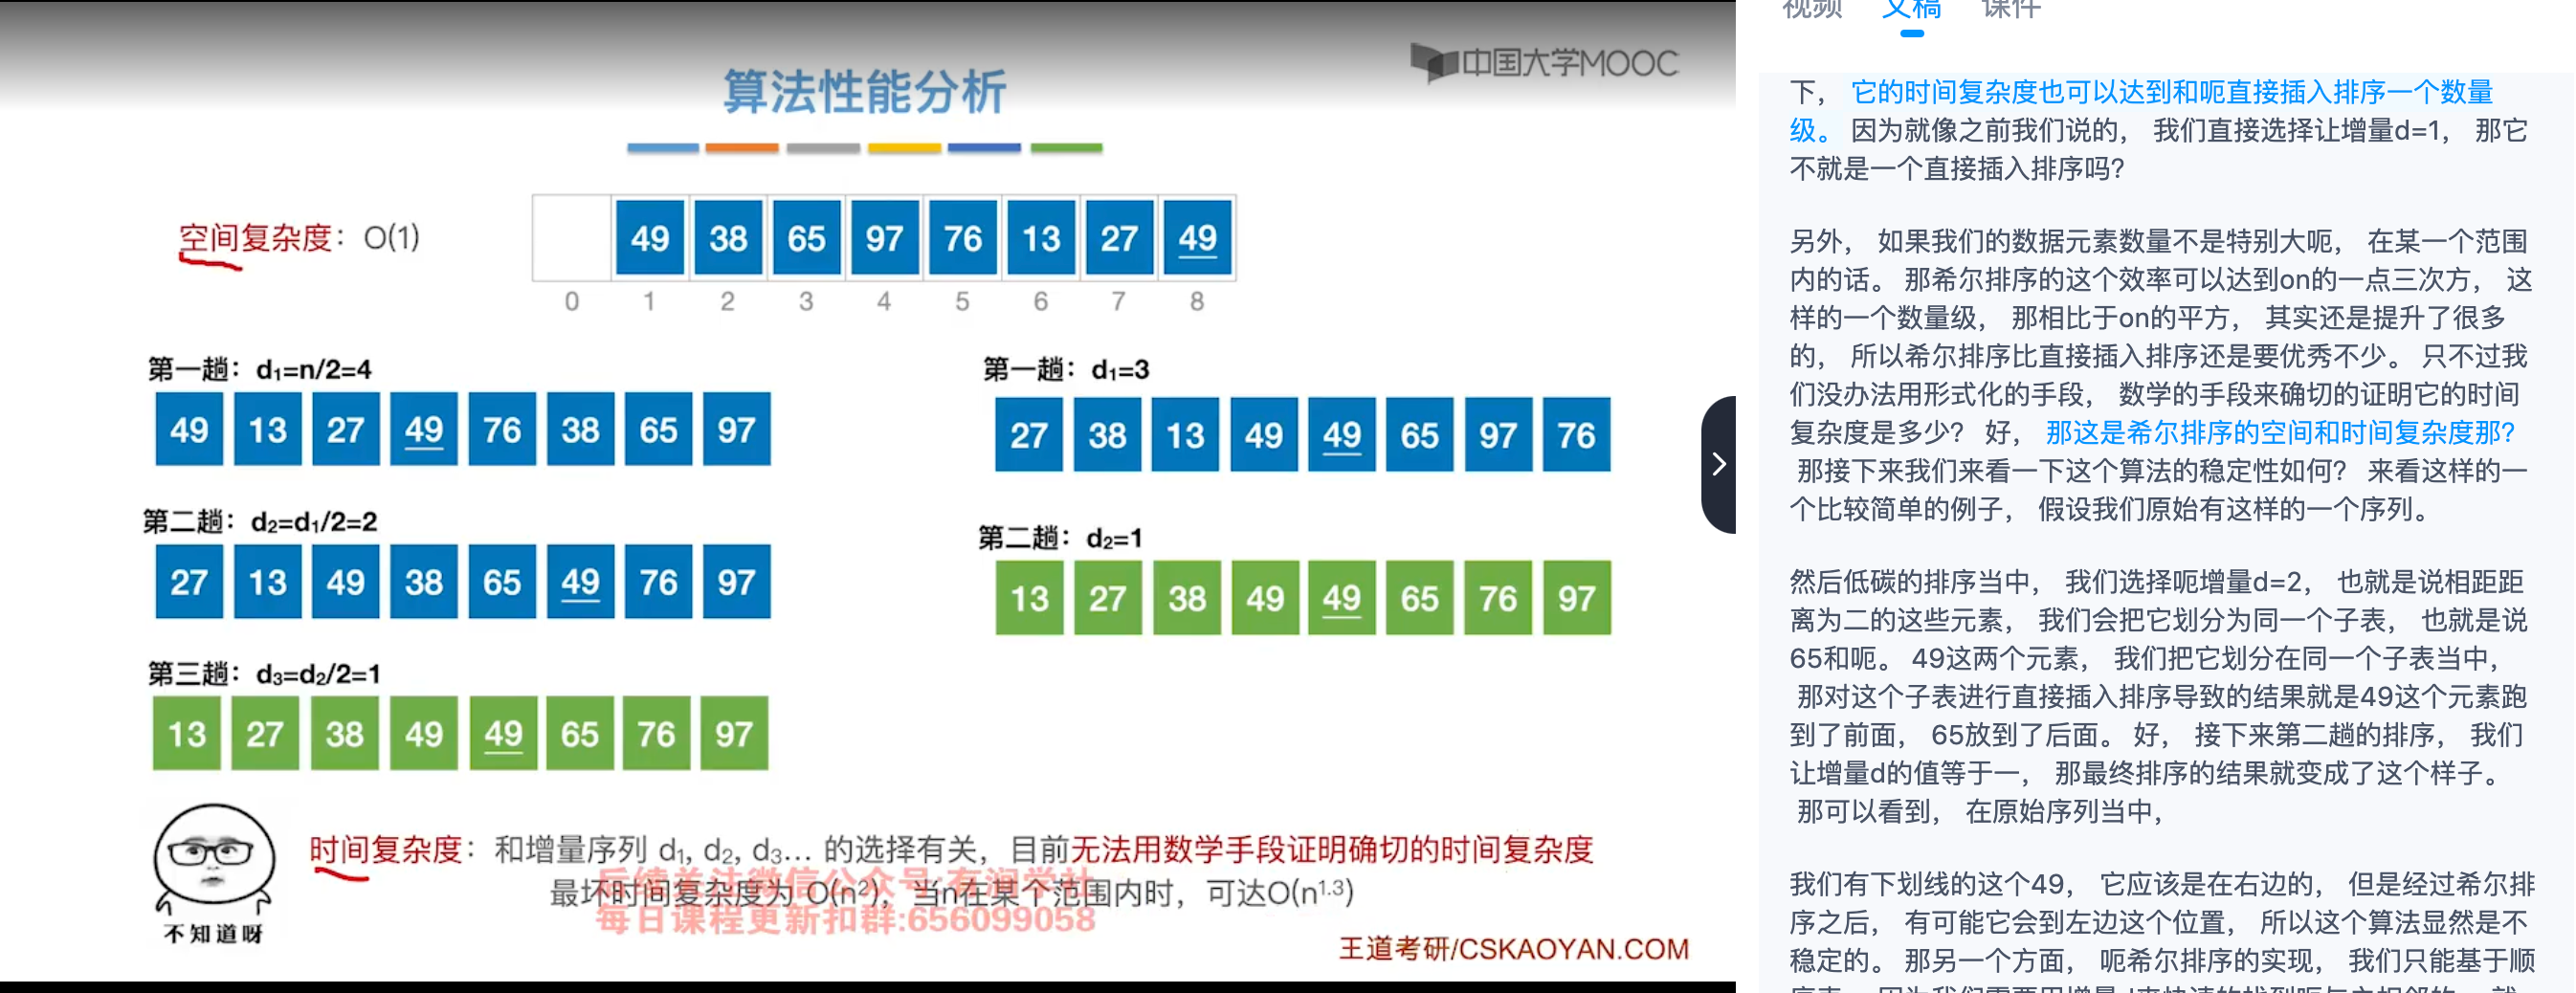 中国大学MOOC
算法性能分析
空间复杂度：O(1)
49 38 65 97 76 13 27 49
0 1 2 3 4 5 6 7 8
第一趟：d₁=n/2=4
49 13 27 49 76 38 65 97
第二趟：d₂=d₁/2=2
27 13 49 38 65 49 76 97
第三趟：d₃=d₂/2=1
13 27 38 49 49 65 76 97
第一趟：d₁=3
27 38 13 49 49 65 97 76
第二趟：d₂=1
13 27 38 49 49 65 76 97
不知道呀
时间复杂度：和增量序列 d₁, d₂, d₃... 的选择有关，目前无法用数学手段证明确切的时间复杂度
最坏时间复杂度为 O(n²)，当n在某个范围内时，可达O(n¹·³)
后续关注微信公众号:有润学社
每日课程更新扣群:656099058
王道考研/CSKAOYAN.COM
视频 文稿 课件
下， 它的时间复杂度也可以达到和呃直接插入排序一个数量
级。 因为就像之前我们说的， 我们直接选择让增量d=1， 那它
不就是一个直接插入排序吗?
另外， 如果我们的数据元素数量不是特别大呃， 在某一个范围
内的话。 那希尔排序的这个效率可以达到on的一点三次方， 这
样的一个数量级， 那相比于on的平方， 其实还是提升了很多
的， 所以希尔排序比直接插入排序还是要优秀不少。 只不过我
们没办法用形式化的手段， 数学的手段来确切的证明它的时间
复杂度是多少? 好， 那这是希尔排序的空间和时间复杂度那?
那接下来我们来看一下这个算法的稳定性如何? 来看这样的一
个比较简单的例子， 假设我们原始有这样的一个序列。
然后低碳的排序当中， 我们选择呃增量d=2， 也就是说相距距
离为二的这些元素， 我们会把它划分为同一个子表， 也就是说
65和呃。 49这两个元素， 我们把它划分在同一个子表当中，
那对这个子表进行直接插入排序导致的结果就是49这个元素跑
到了前面， 65放到了后面。 好， 接下来第二趟的排序， 我们
让增量d的值等于一， 那最终排序的结果就变成了这个样子。
那可以看到， 在原始序列当中，
我们有下划线的这个49， 它应该是在右边的， 但是经过希尔排
序之后， 有可能它会到左边这个位置， 所以这个算法显然是不
稳定的。 那另一个方面， 呃希尔排序的实现， 我们只能基于顺